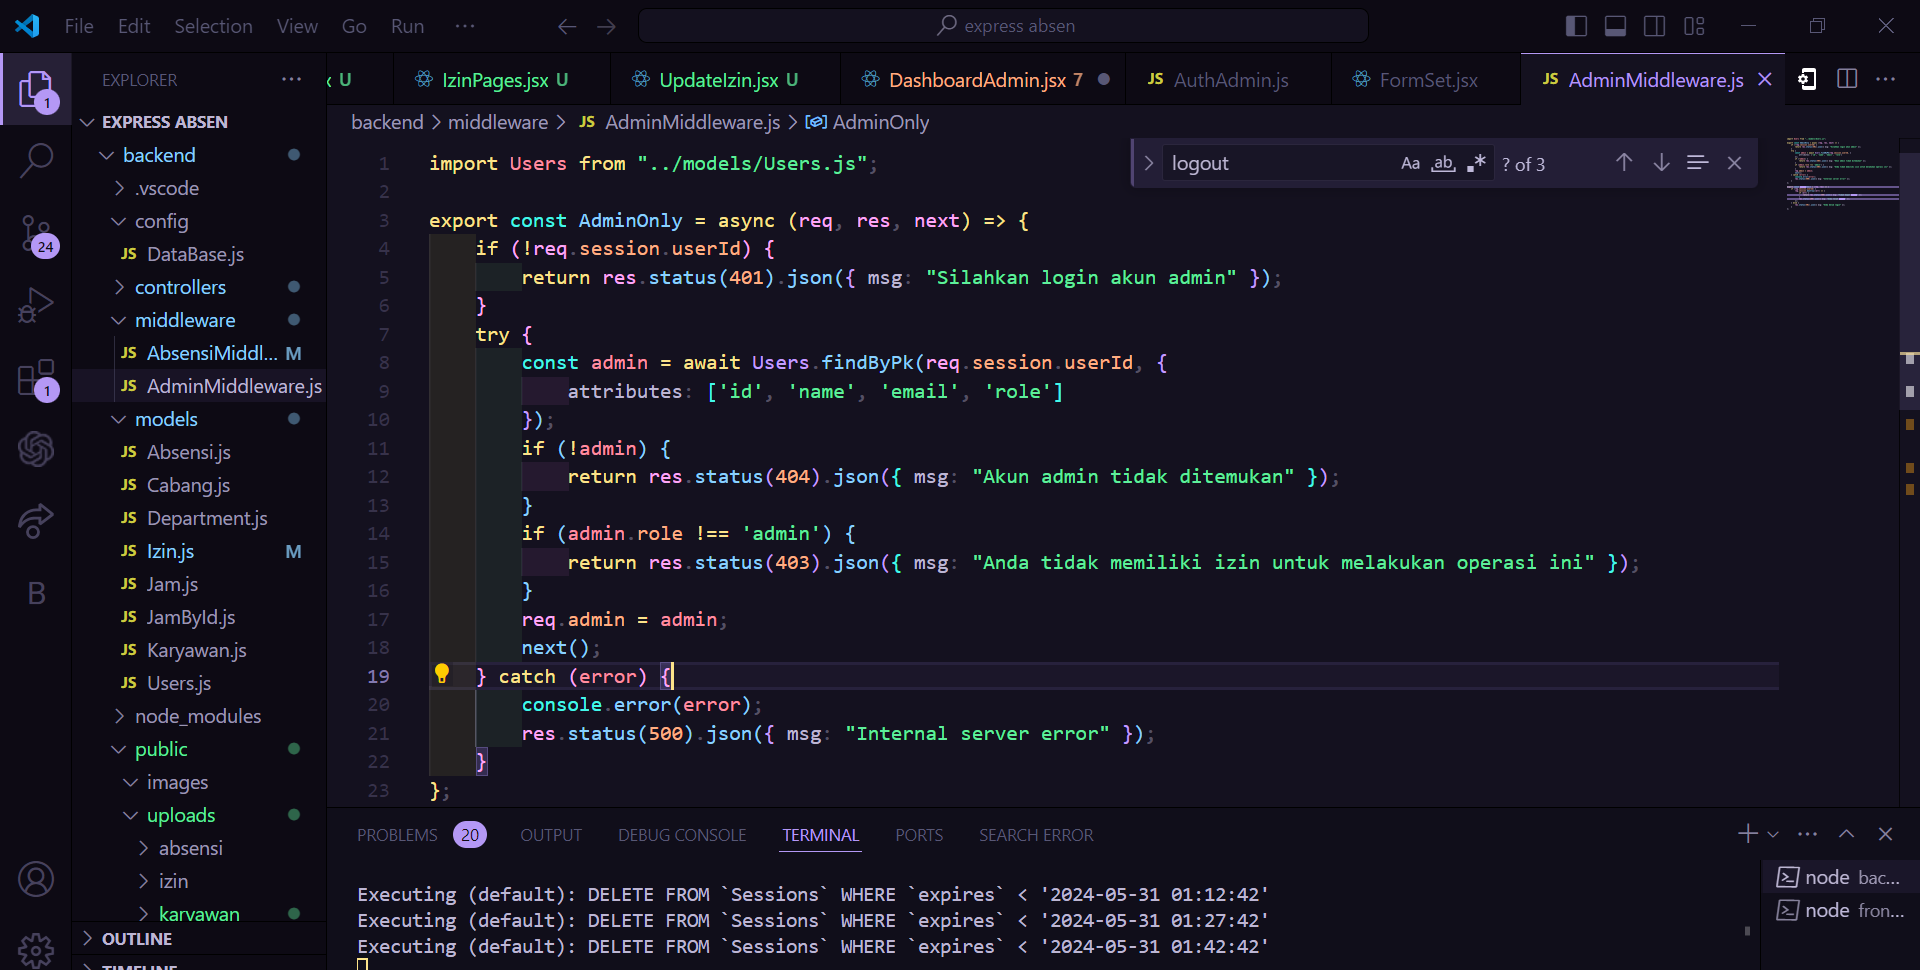 File Edit Selection View Go Run ··· express absen
EXPLORER ···
x U IzinPages.jsx U UpdateIzin.jsx U DashboardAdmin.jsx 7 JS AuthAdmin.js FormSet.jsx JS AdminMiddleware.js
backend > middleware > JS AdminMiddleware.js > AdminOnly
logout Aa ab .* ? of 3
1
24
1
B
EXPRESS ABSEN
backend
.vscode
config
JS DataBase.js
controllers
middleware
JS AbsensiMiddl... M
JS AdminMiddleware.js
models
JS Absensi.js
JS Cabang.js
JS Department.js
JS Izin.js M
JS Jam.js
JS JamById.js
JS Karyawan.js
JS Users.js
node_modules
public
images
uploads
absensi
izin
karyawan
OUTLINE
TIMELINE
1 import Users from "../models/Users.js";
2
3 export const AdminOnly = async (req, res, next) => {
4 if (!req.session.userId) {
5 return res.status(401).json({ msg: "Silahkan login akun admin" });
6 }
7 try {
8 const admin = await Users.findByPk(req.session.userId, {
9 attributes: ['id', 'name', 'email', 'role']
10 });
11 if (!admin) {
12 return res.status(404).json({ msg: "Akun admin tidak ditemukan" });
13 }
14 if (admin.role !== 'admin') {
15 return res.status(403).json({ msg: "Anda tidak memiliki izin untuk melakukan operasi ini" });
16 }
17 req.admin = admin;
18 next();
19 } catch (error) {
20 console.error(error);
21 res.status(500).json({ msg: "Internal server error" });
22 }
23 };
PROBLEMS 20 OUTPUT DEBUG CONSOLE TERMINAL PORTS SEARCH ERROR
Executing (default): DELETE FROM `Sessions` WHERE `expires` < '2024-05-31 01:12:42'
Executing (default): DELETE FROM `Sessions` WHERE `expires` < '2024-05-31 01:27:42'
Executing (default): DELETE FROM `Sessions` WHERE `expires` < '2024-05-31 01:42:42'
node bac...
node fron...